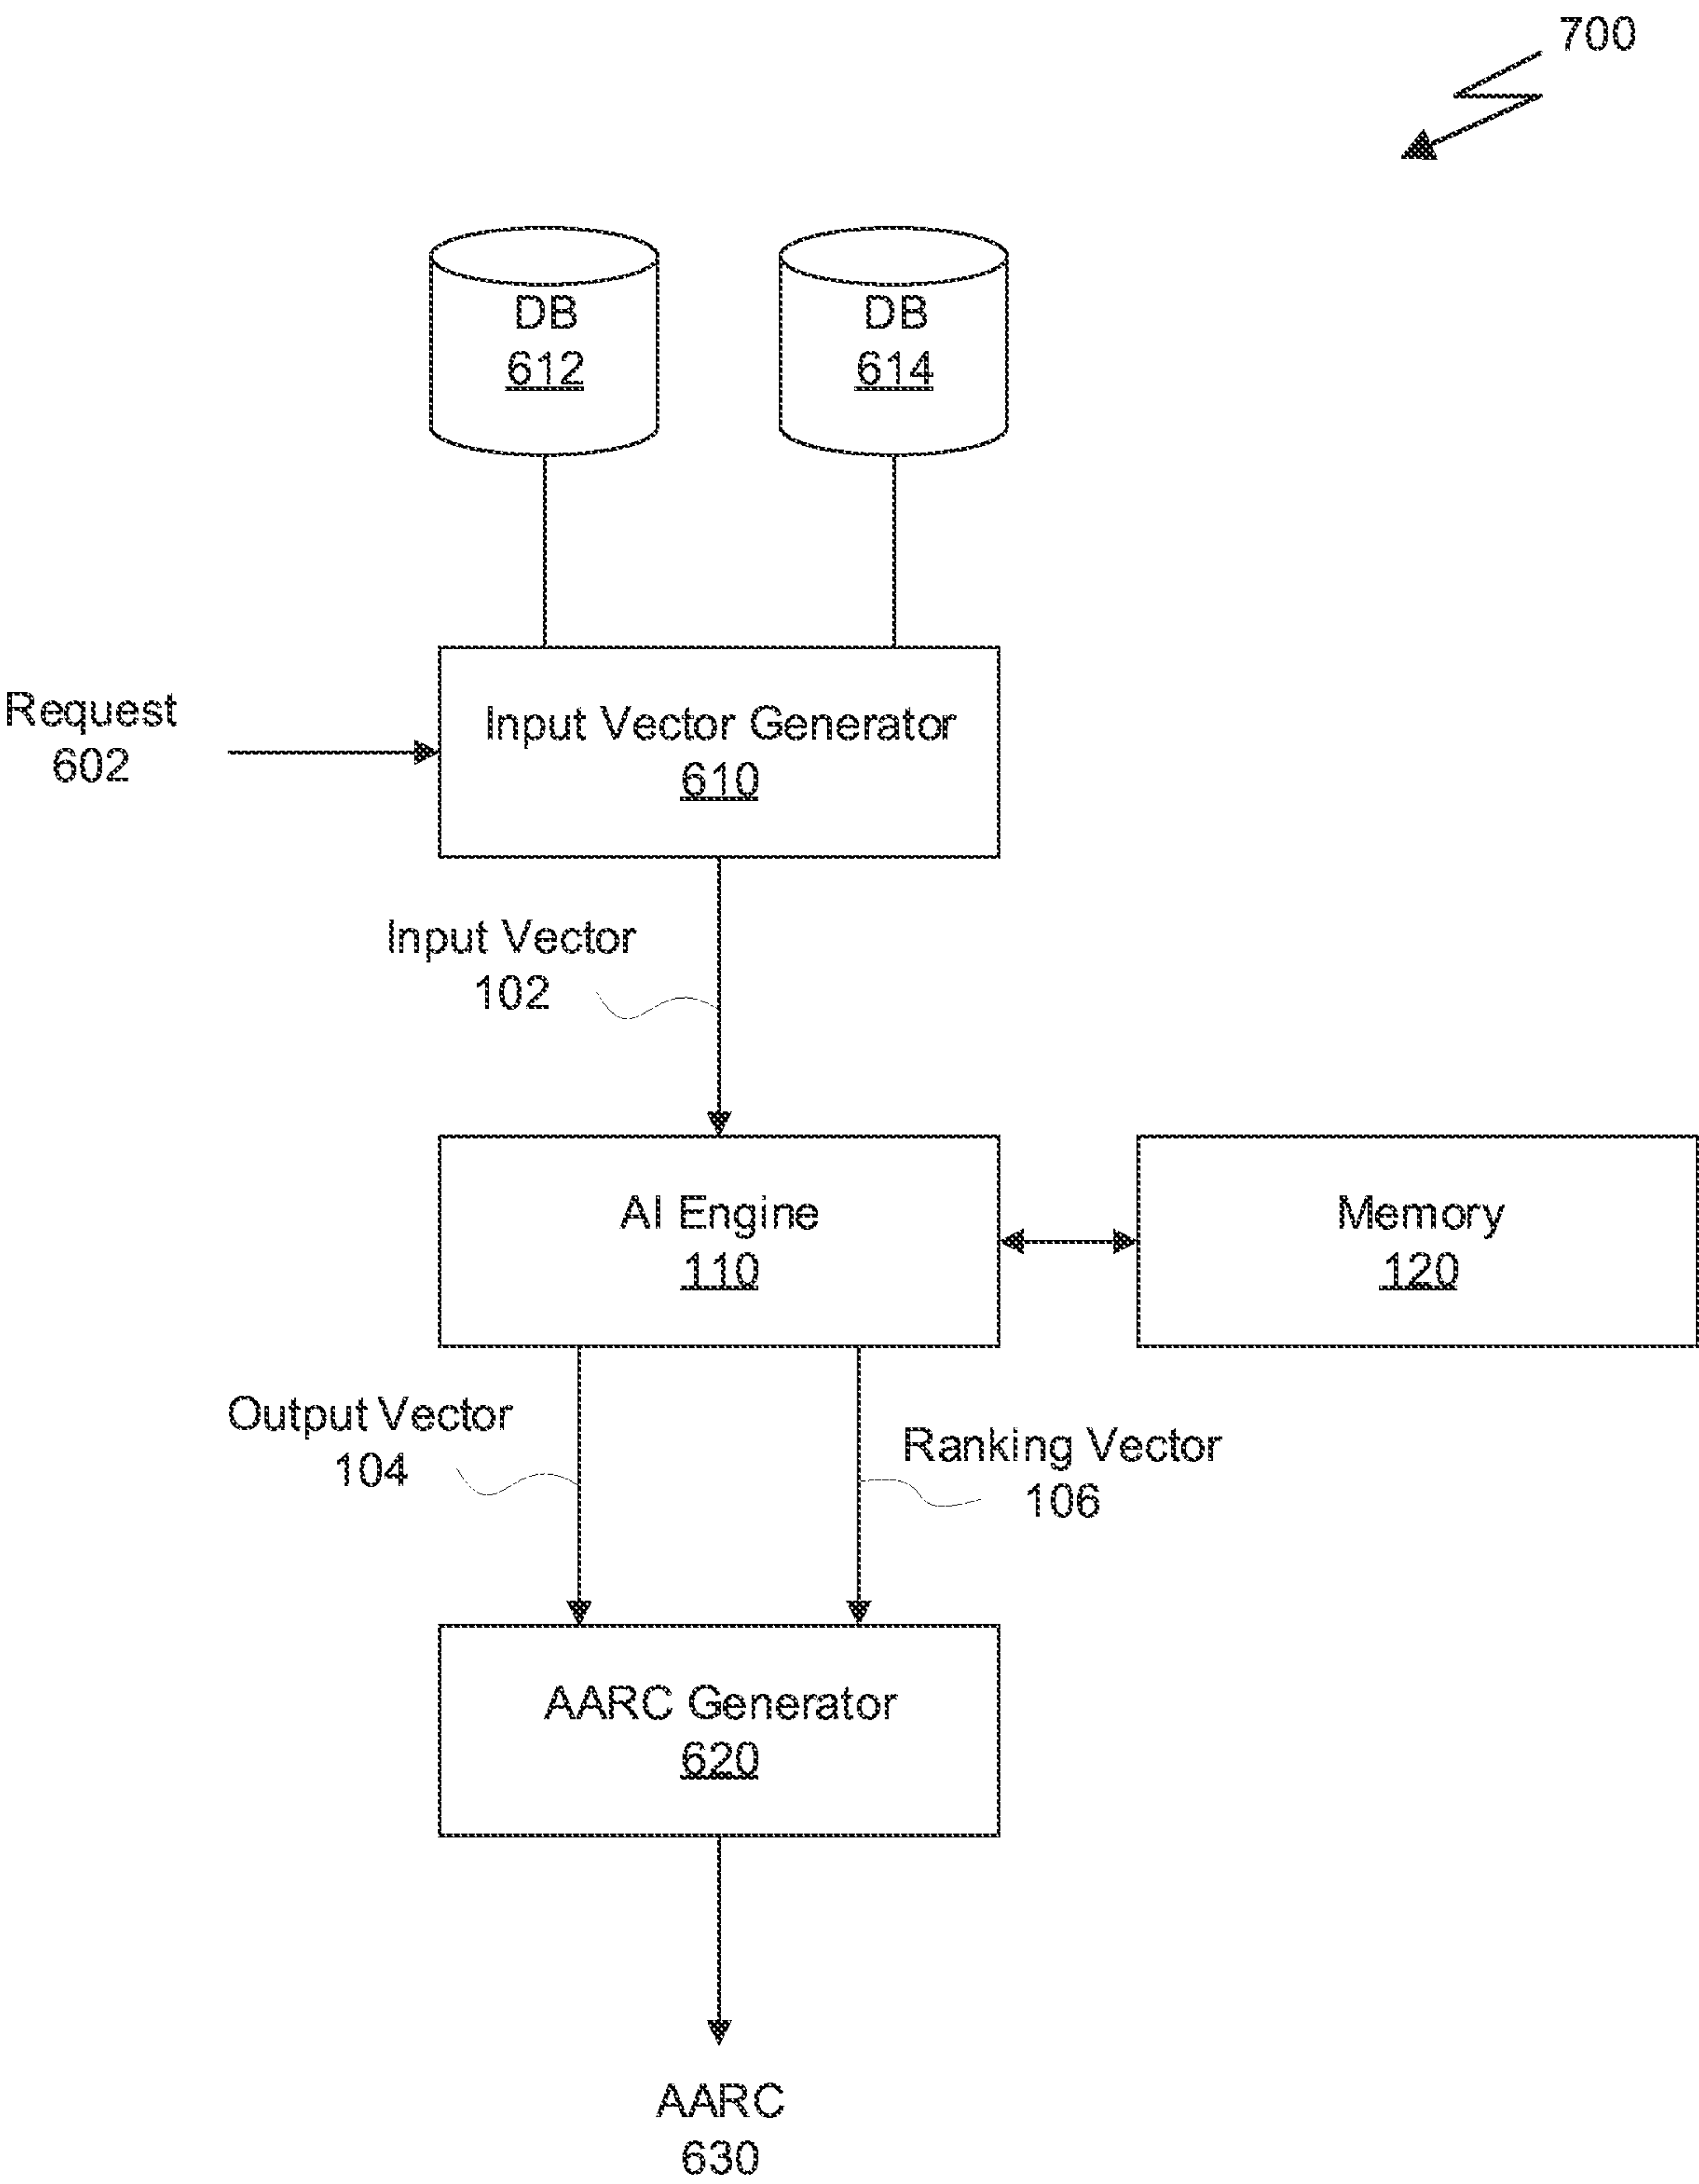 700
DB
612
DB
614
Request
602
Input Vector Generator
610
Input Vector
102
AI Engine
110
Memory
120
Output Vector
104
Ranking Vector
106
AARC Generator
620
AARC
630